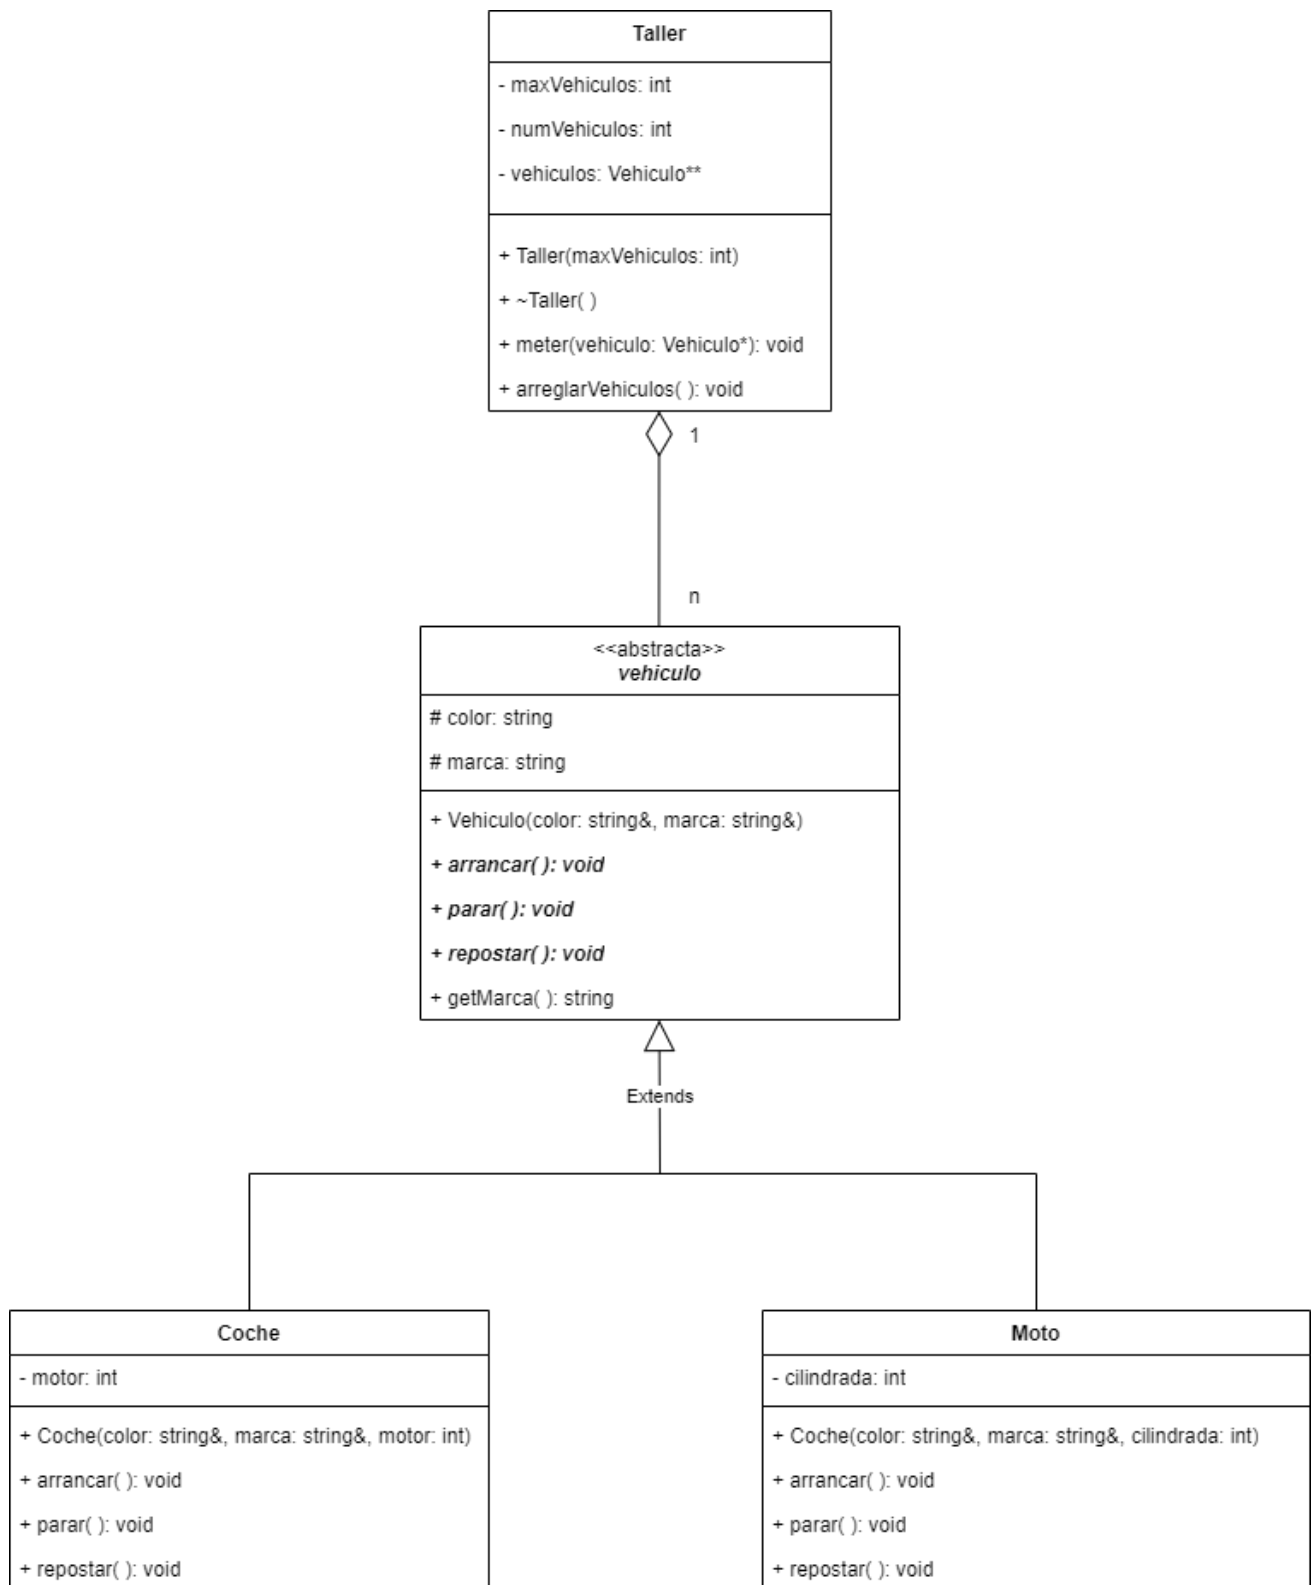 Taller
- maxVehiculos: int
- numVehiculos: int
- vehiculos: Vehiculo**
+ Taller(maxVehiculos: int)
+ ~Taller( )
+ meter(vehiculo: Vehiculo*): void
+ arreglarVehiculos( ): void
1
n
<<abstracta>>
vehiculo
# color: string
# marca: string
+ Vehiculo(color: string&, marca: string&)
+ arrancar( ): void
+ parar( ): void
+ repostar( ): void
+ getMarca( ): string
Extends
Coche
- motor: int
+ Coche(color: string&, marca: string&, motor: int)
+ arrancar( ): void
+ parar( ): void
+ repostar( ): void
Moto
- cilindrada: int
+ Coche(color: string&, marca: string&, cilindrada: int)
+ arrancar( ): void
+ parar( ): void
+ repostar( ): void